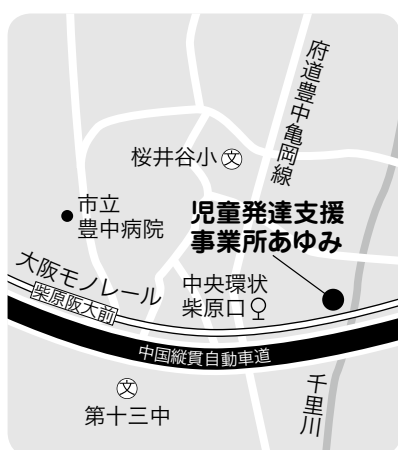 府道豊中亀岡線
桜井谷小
文
市立
豊中病院
児童発達支援
事業所あゆみ
大阪モノレール
柴原阪大前
中央環状
柴原口
中国縦貫自動車道
文
第十三中
千里川